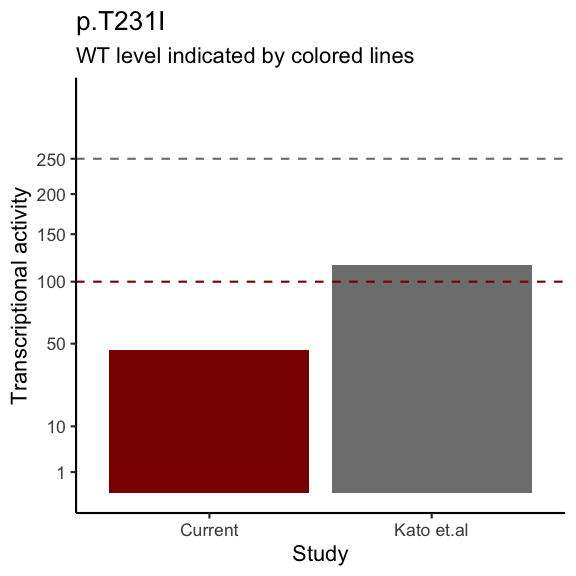 p.T231I
WT level indicated by colored lines
Transcriptional activity
250
200
150
100
50
10
1
Current
Kato et.al
Study